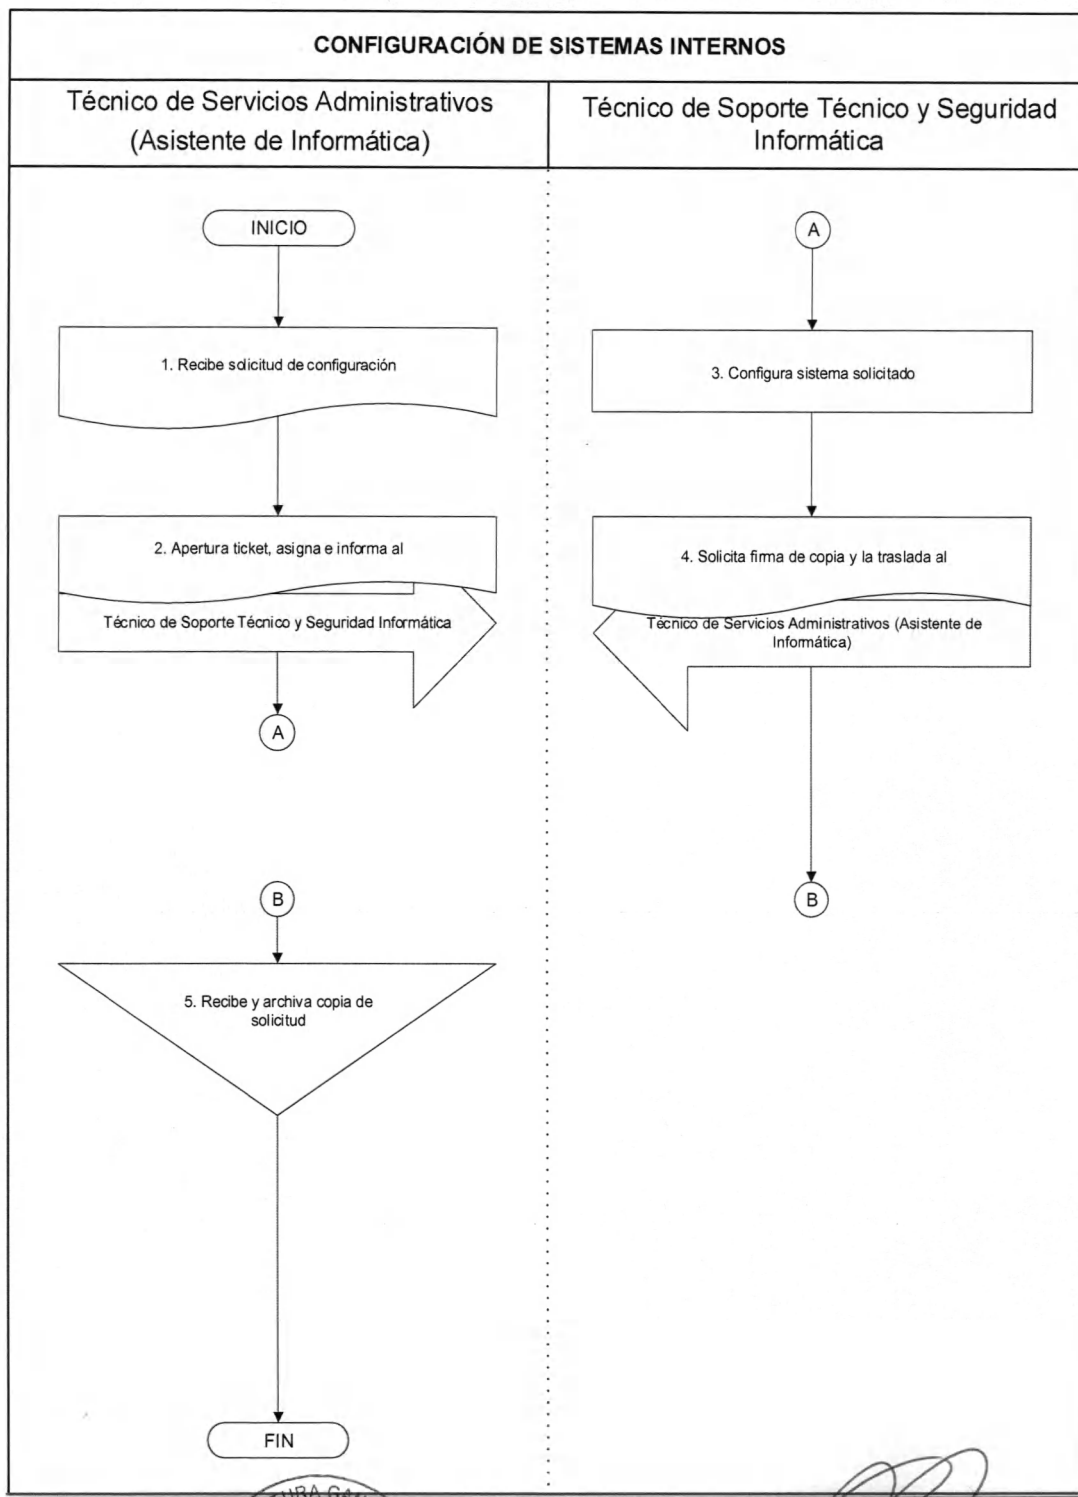 CONFIGURACIÓN DE SISTEMAS INTERNOS
Técnico de Servicios Administrativos
(Asistente de Informática)
Técnico de Soporte Técnico y Seguridad
Informática
INICIO
1. Recibe solicitud de configuración
2. Apertura ticket, asigna e informa al
Técnico de Soporte Técnico y Seguridad Informática
A
B
5. Recibe y archiva copia de
solicitud
FIN
A
3. Configura sistema solicitado
4. Solicita firma de copia y la traslada al
Técnico de Servicios Administrativos (Asistente de
Informática)
B